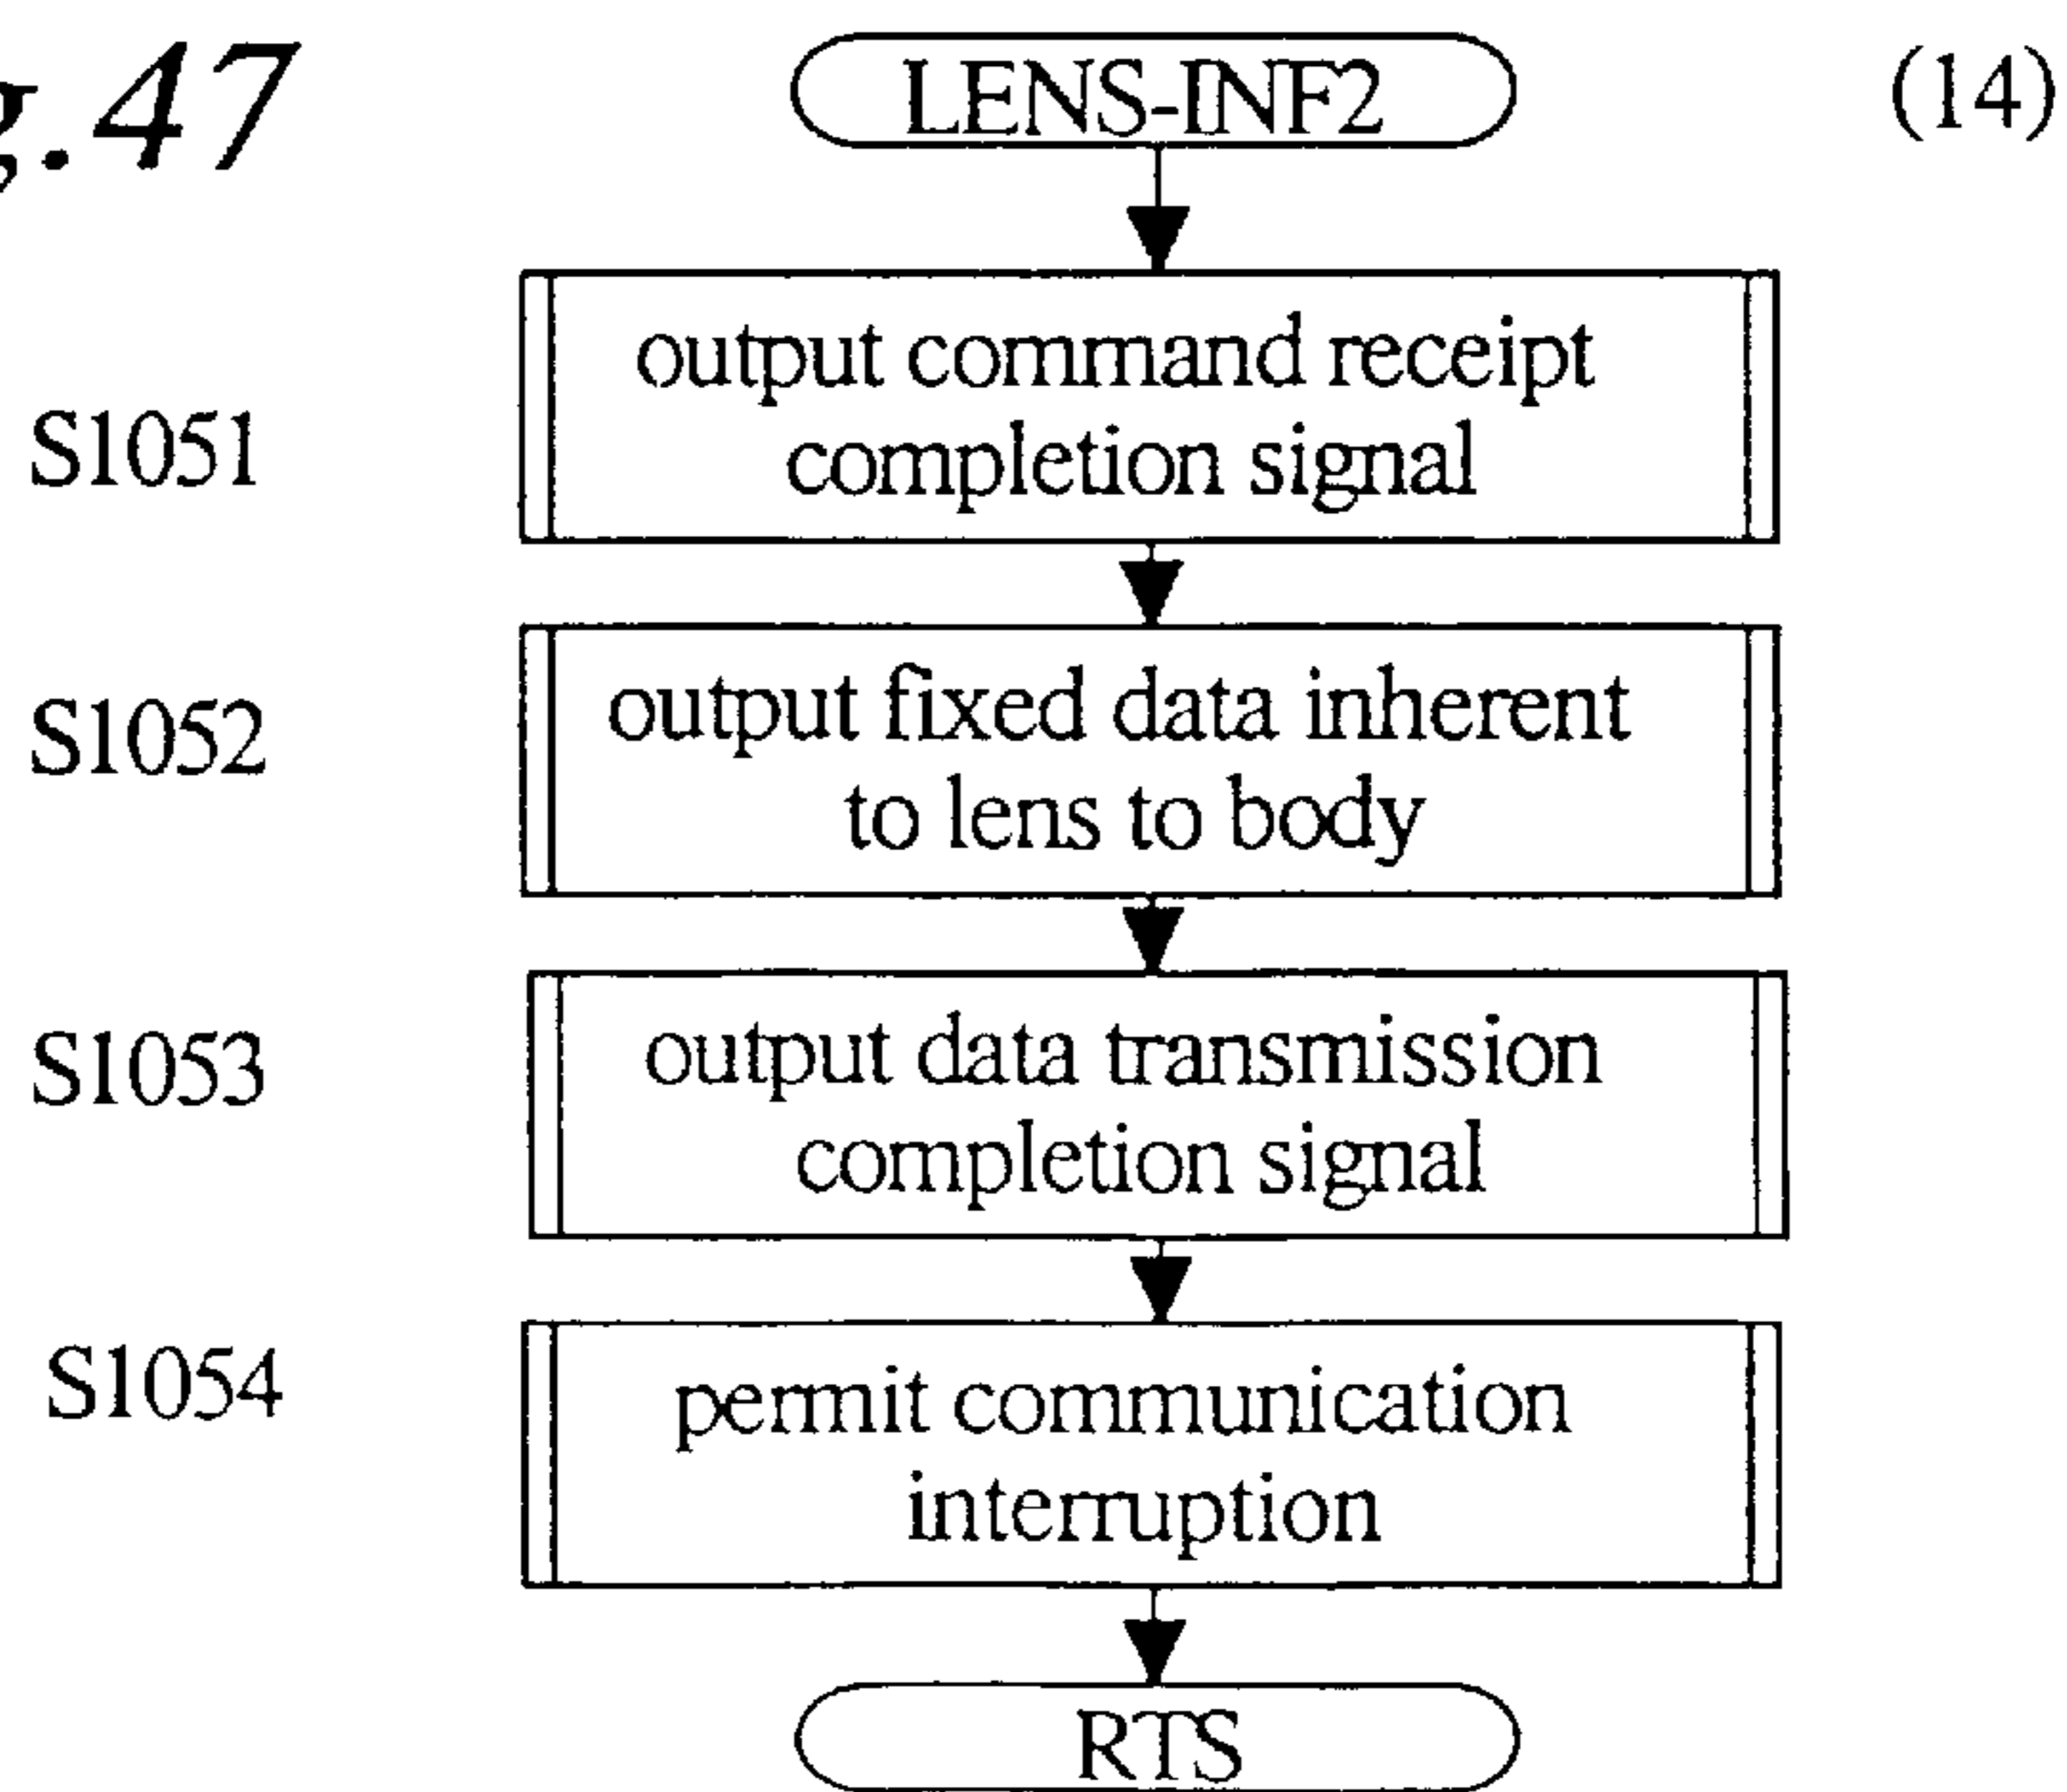 g. 47
LENS-INF2
(14)
S1051
output command receipt
completion signal
S1052
output fixed data inherent
to lens to body
S1053
output data transmission
completion signal
S1054
permit communication
interruption
RTS